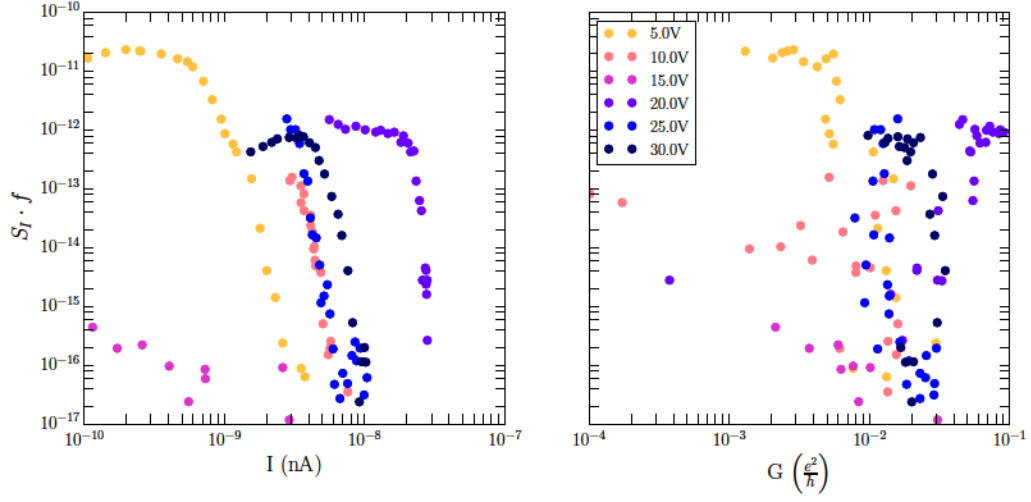 10⁻¹⁰
10⁻¹¹
10⁻¹²
10⁻¹³
10⁻¹⁴
10⁻¹⁵
10⁻¹⁶
10⁻¹⁷
S_I · f
10⁻¹⁰ 10⁻⁹ 10⁻⁸ 10⁻⁷
I (nA)
5.0V
10.0V
15.0V
20.0V
25.0V
30.0V
10⁻⁴ 10⁻³ 10⁻² 10⁻¹
G (e²/h)